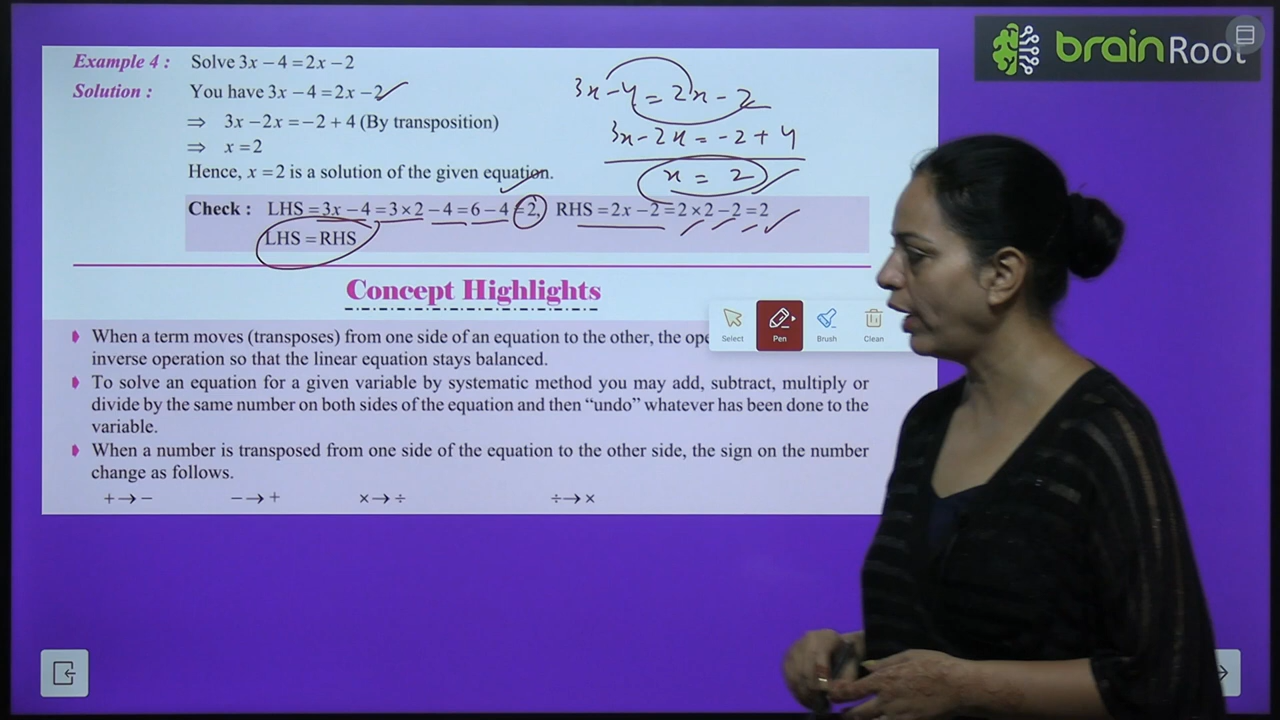 brainRoot
Example 4 : Solve 3x − 4 = 2x − 2
Solution : You have 3x − 4 = 2x − 2
⇒ 3x − 2x = −2 + 4 (By transposition)
⇒ x = 2
Hence, x = 2 is a solution of the given equation.
3x − 4 = 2x − 2
3x − 2x = −2 + 4
x = 2
Check : LHS = 3x − 4 = 3 × 2 − 4 = 6 − 4 = 2, RHS = 2x − 2 = 2 × 2 − 2 = 2
LHS = RHS
Concept Highlights
When a term moves (transposes) from one side of an equation to the other, the ope
inverse operation so that the linear equation stays balanced.
To solve an equation for a given variable by systematic method you may add, subtract, multiply or
divide by the same number on both sides of the equation and then “undo” whatever has been done to the
variable.
When a number is transposed from one side of the equation to the other side, the sign on the number
change as follows.
+ → − − → + × → ÷ ÷ → ×
Select Pen Brush Clean